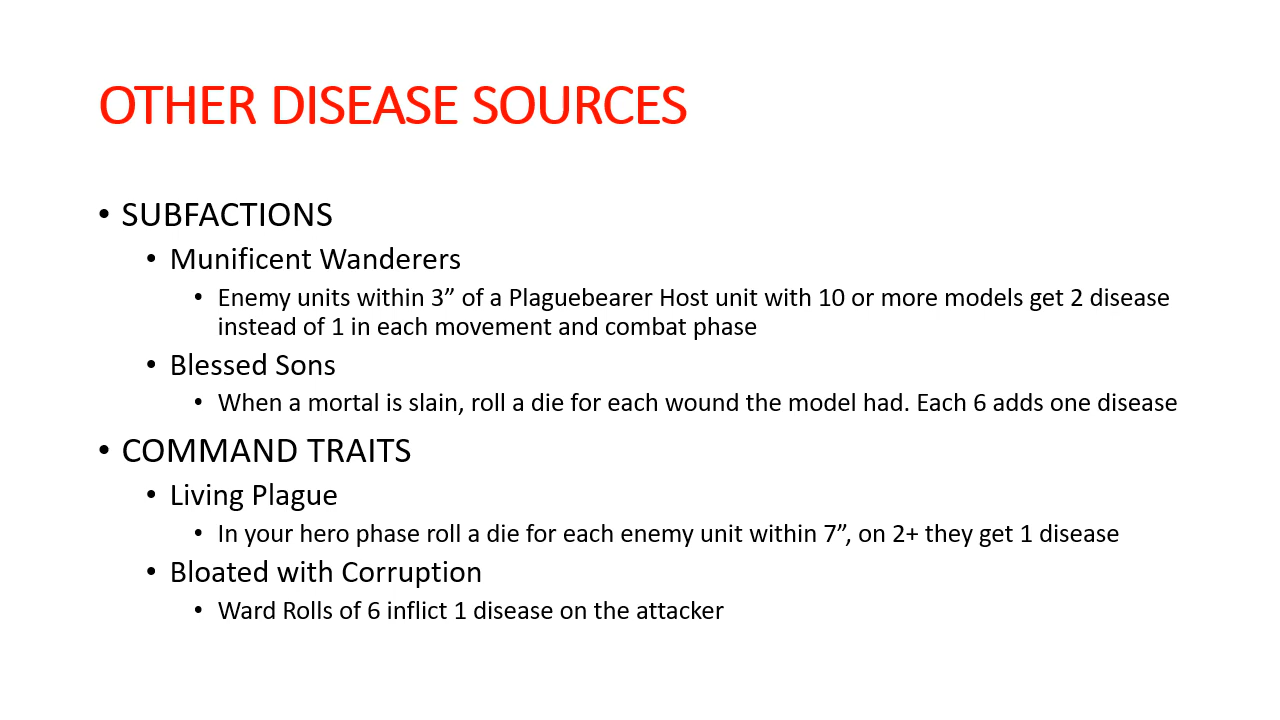 OTHER DISEASE SOURCES
• SUBFACTIONS
• Munificent Wanderers
• Enemy units within 3” of a Plaguebearer Host unit with 10 or more models get 2 disease
instead of 1 in each movement and combat phase
• Blessed Sons
• When a mortal is slain, roll a die for each wound the model had. Each 6 adds one disease
• COMMAND TRAITS
• Living Plague
• In your hero phase roll a die for each enemy unit within 7”, on 2+ they get 1 disease
• Bloated with Corruption
• Ward Rolls of 6 inflict 1 disease on the attacker